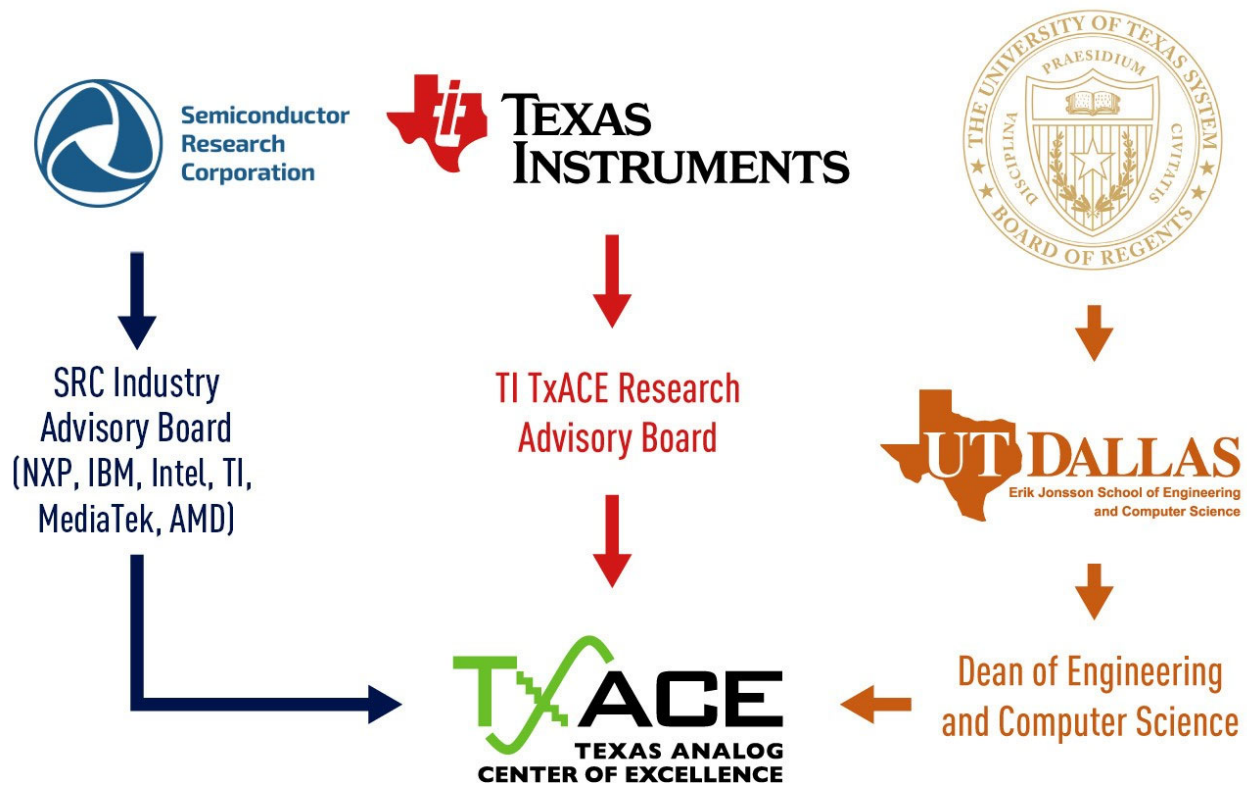 Semiconductor
Research
Corporation
TEXAS
INSTRUMENTS
THE UNIVERSITY OF TEXAS SYSTEM
PRAESIDIUM
DISCIPLINA
CIVITATIS
★ ★ BOARD OF REGENTS ★ ★
SRC Industry
Advisory Board
(NXP, IBM, Intel, TI,
MediaTek, AMD)
TI TxACE Research
Advisory Board
UT DALLAS
Erik Jonsson School of Engineering
and Computer Science
TxACE
TEXAS ANALOG
CENTER OF EXCELLENCE
Dean of Engineering
and Computer Science